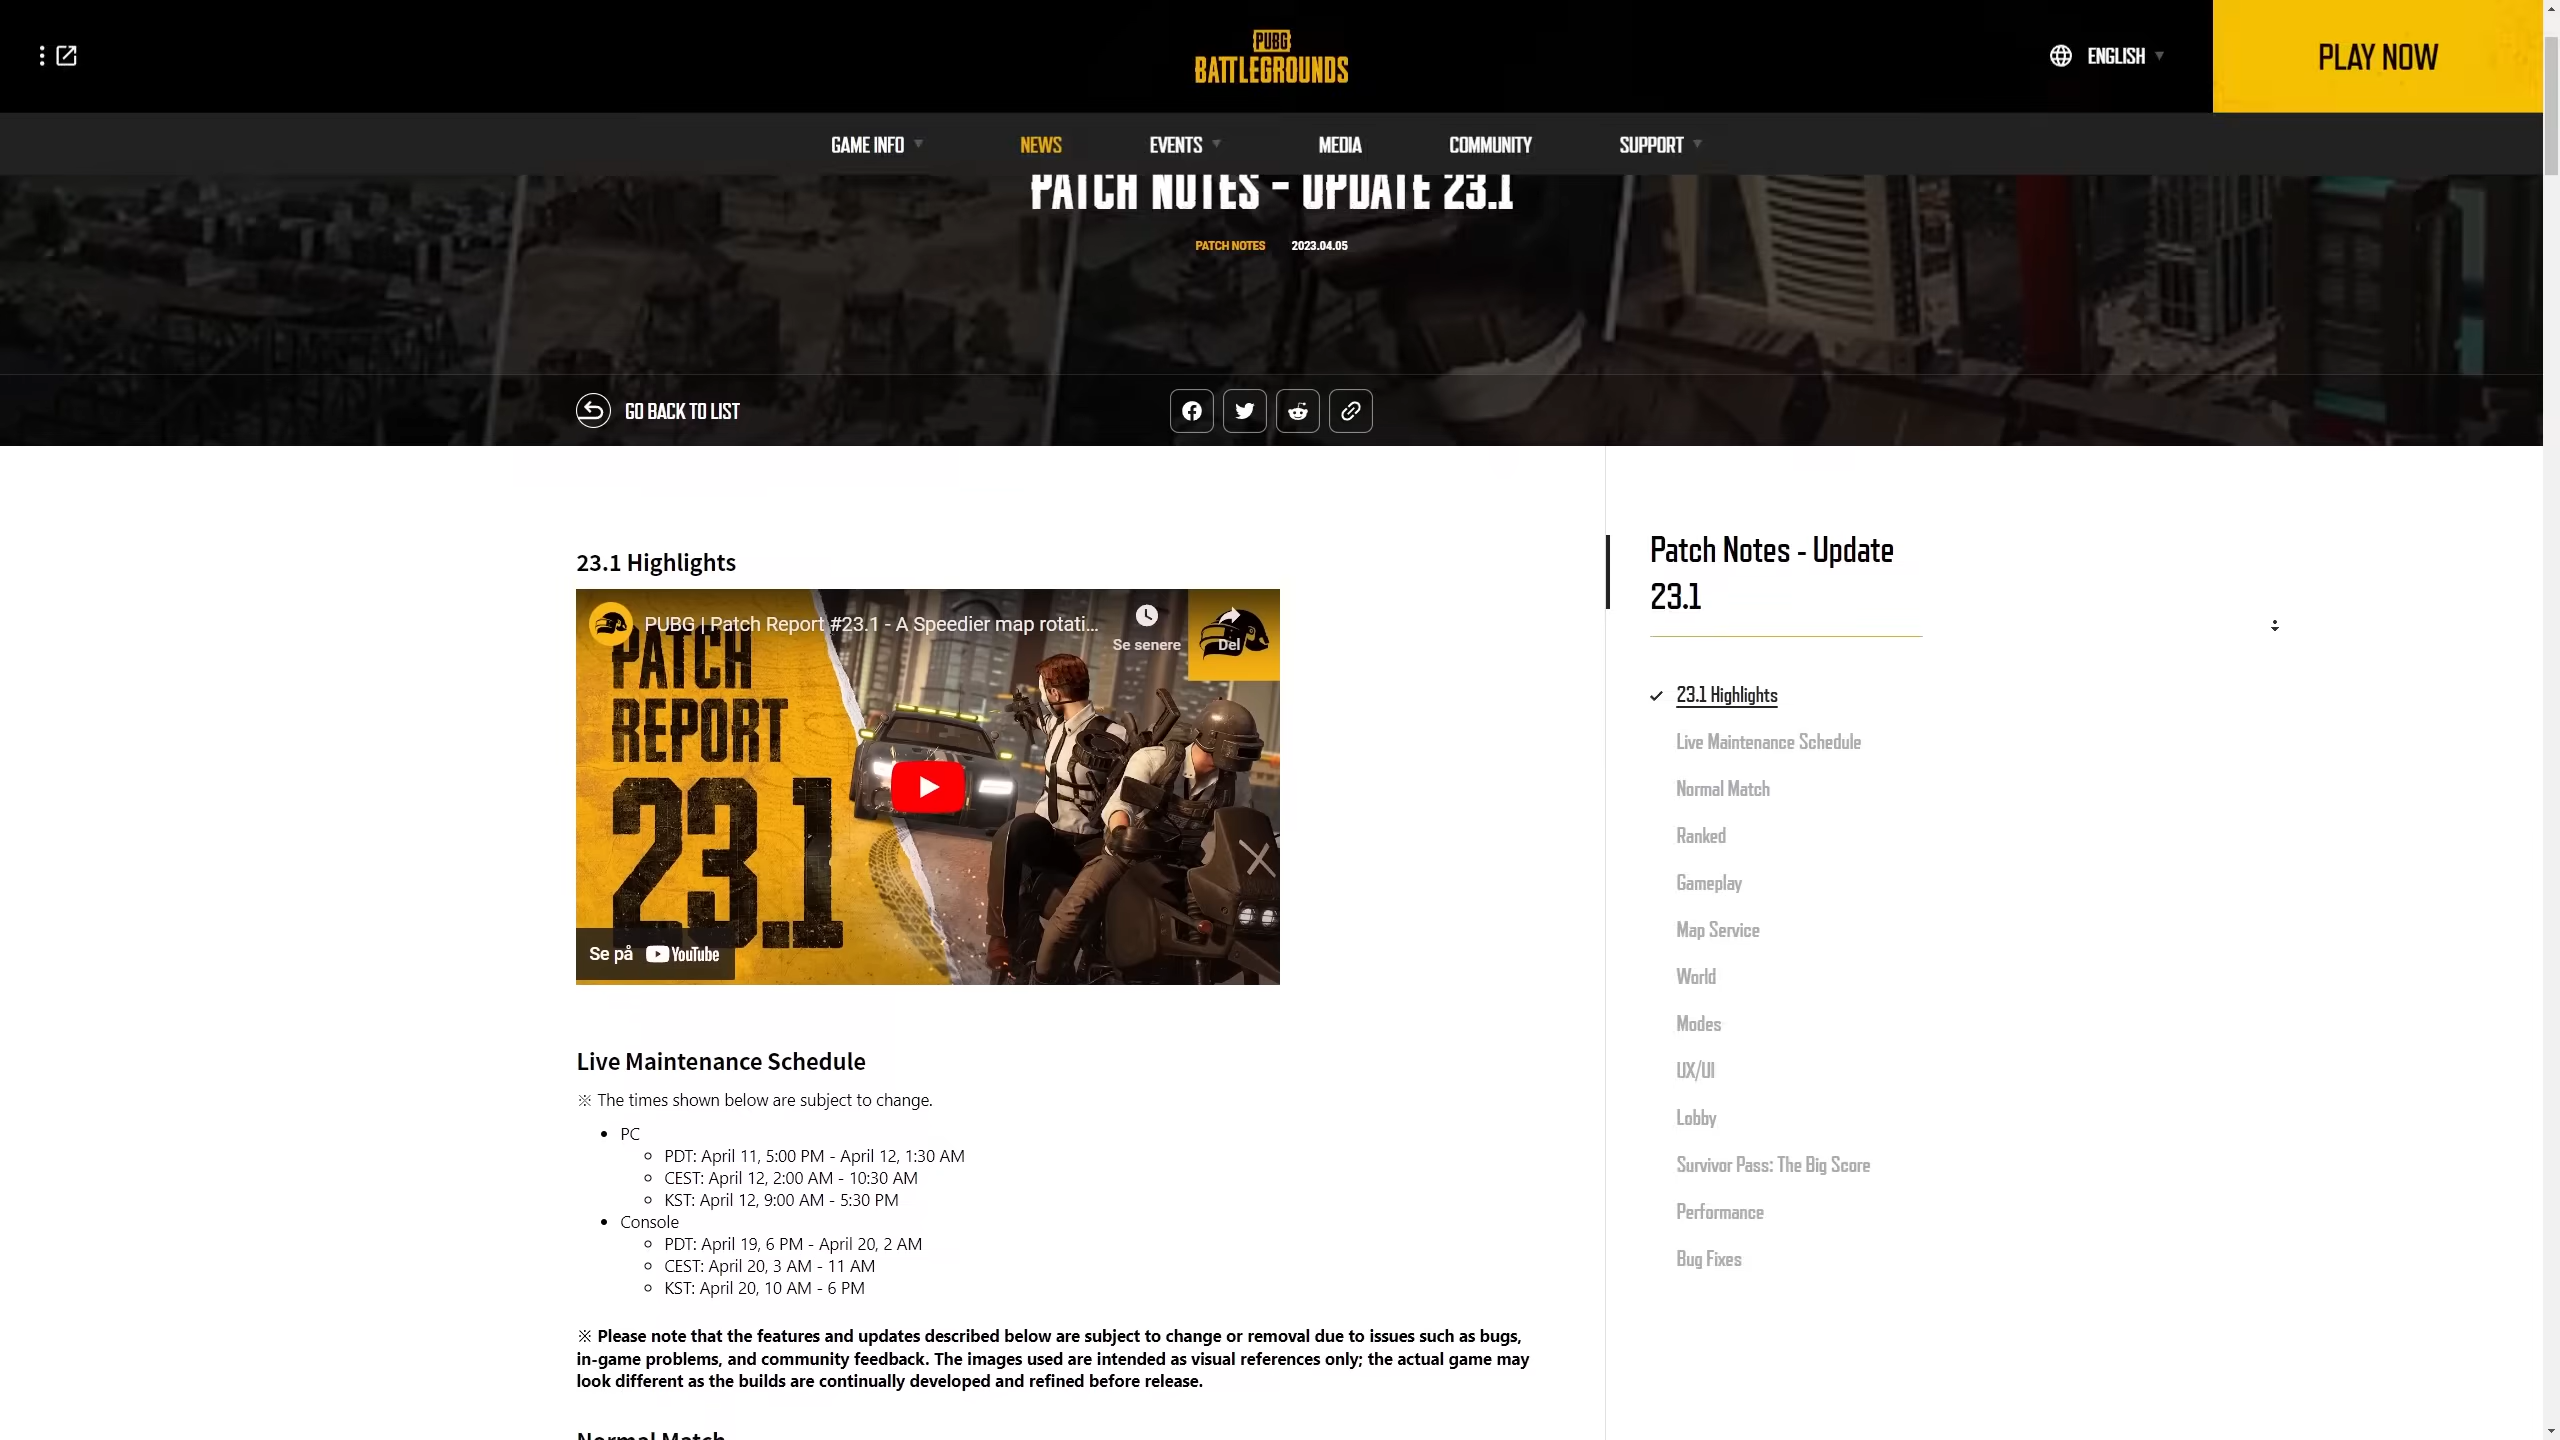 PUBG
BATTLEGROUNDS
ENGLISH
PLAY NOW
GAME INFO
NEWS
EVENTS
MEDIA
COMMUNITY
SUPPORT
PATCH NOTES - UPDATE 23.1
PATCH NOTES 2023.04.05
GO BACK TO LIST
23.1 Highlights
PUBG | Patch Report #23.1 - A Speedier map rotati...
Se senere
Del
PATCH
REPORT
23.1
Se på YouTube
Live Maintenance Schedule
※ The times shown below are subject to change.
• PC
PDT: April 11, 5:00 PM - April 12, 1:30 AM
CEST: April 12, 2:00 AM - 10:30 AM
KST: April 12, 9:00 AM - 5:30 PM
• Console
PDT: April 19, 6 PM - April 20, 2 AM
CEST: April 20, 3 AM - 11 AM
KST: April 20, 10 AM - 6 PM
※ Please note that the features and updates described below are subject to change or removal due to issues such as bugs,
in-game problems, and community feedback. The images used are intended as visual references only; the actual game may
look different as the builds are continually developed and refined before release.
Normal Match
Patch Notes - Update
23.1
23.1 Highlights
Live Maintenance Schedule
Normal Match
Ranked
Gameplay
Map Service
World
Modes
UX/UI
Lobby
Survivor Pass: The Big Score
Performance
Bug Fixes